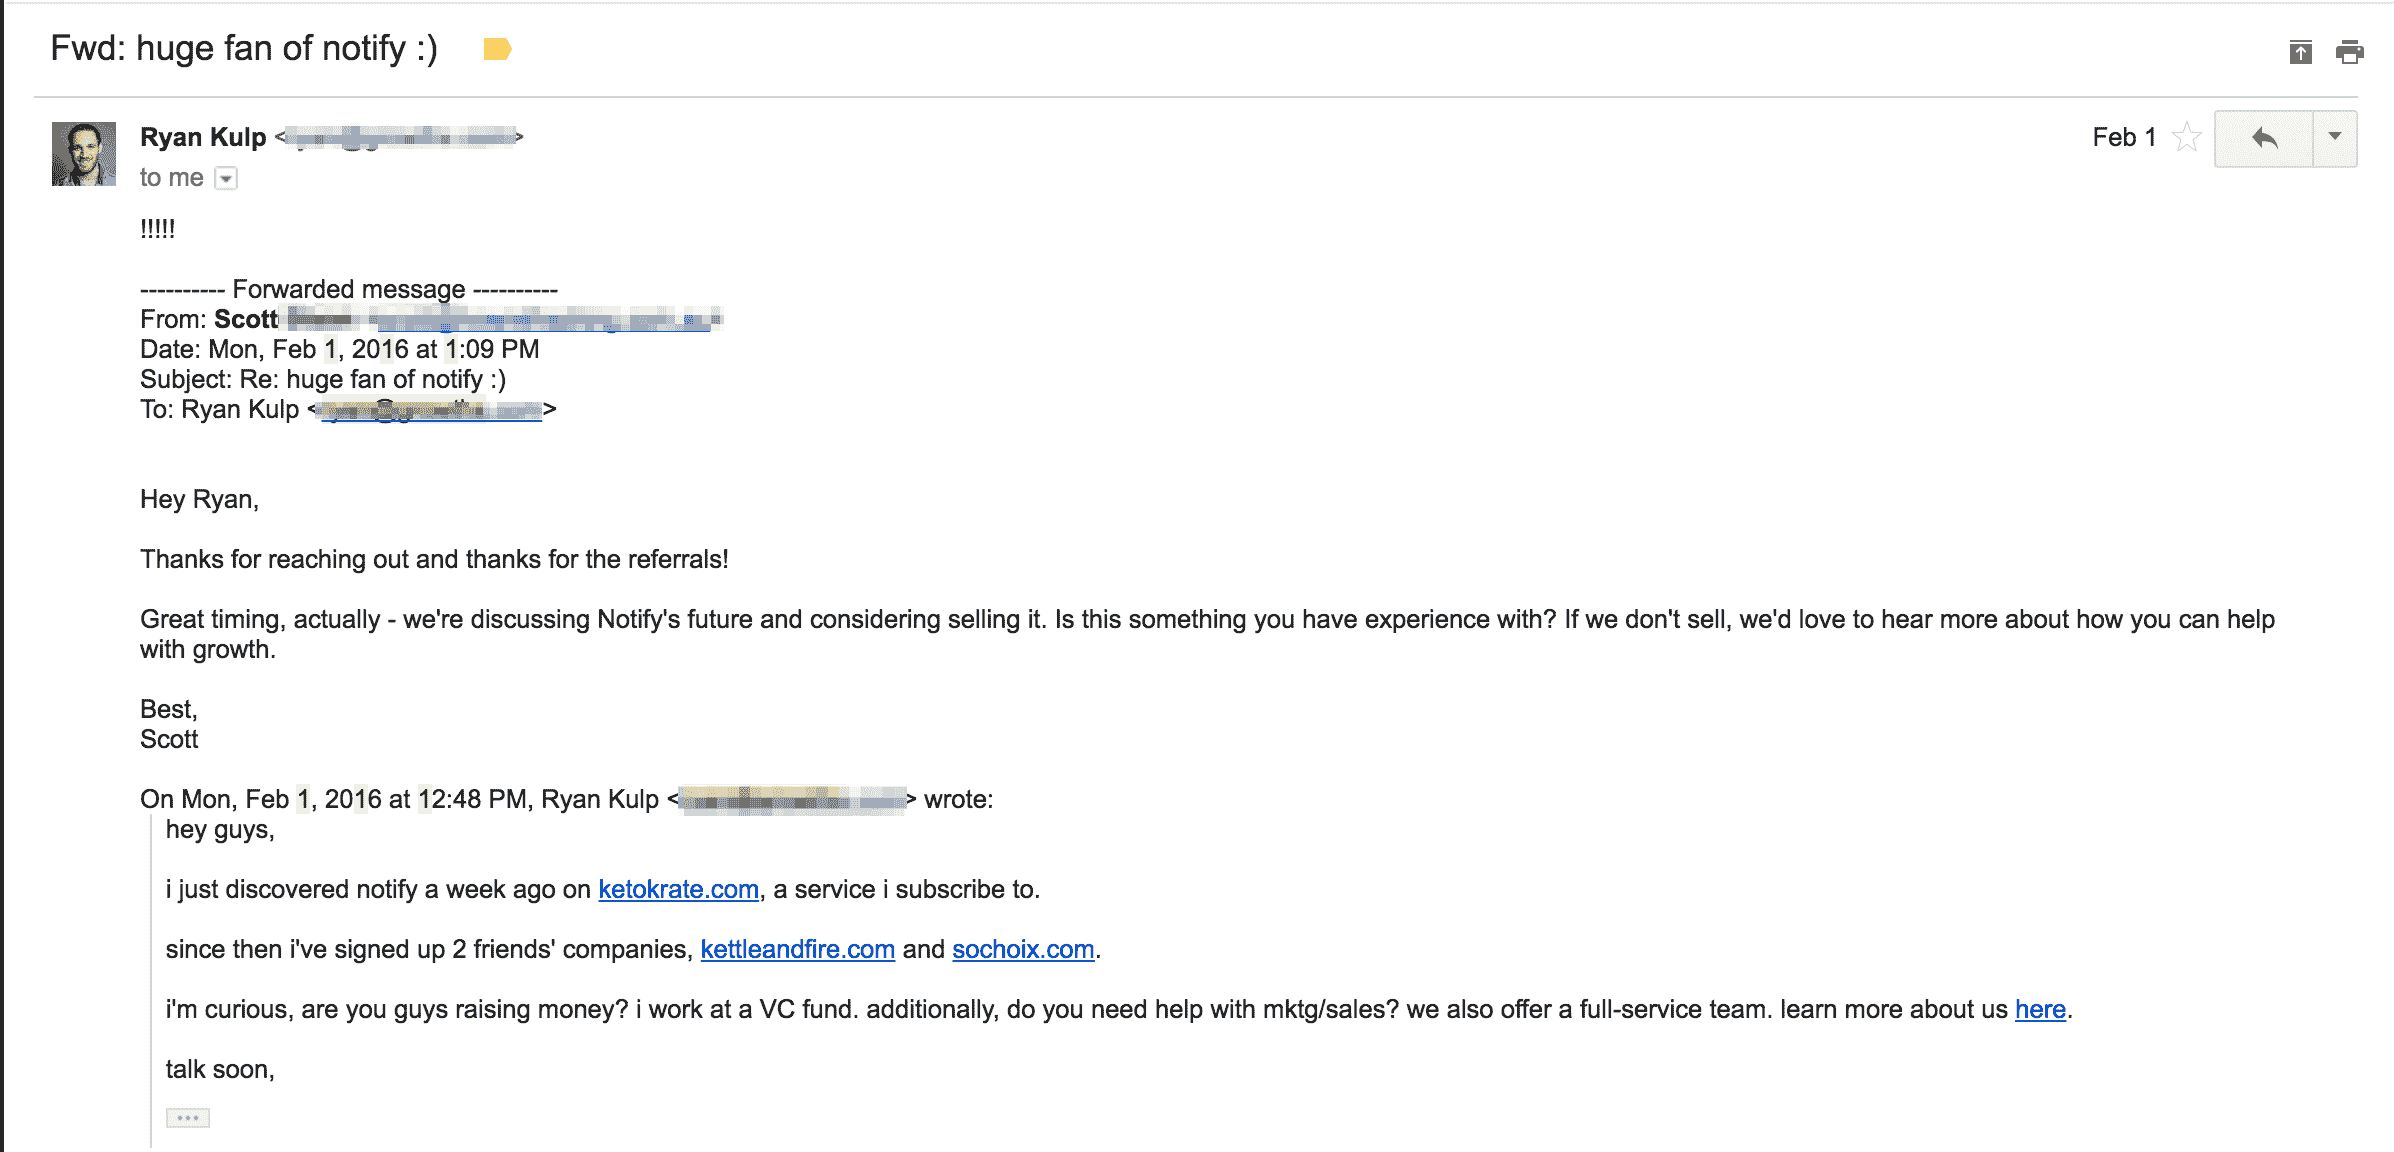 Fwd: huge fan of notify :)
Ryan Kulp < >
Feb 1
to me
!!!!!
---------- Forwarded message ----------
From: Scott
Date: Mon, Feb 1, 2016 at 1:09 PM
Subject: Re: huge fan of notify :)
To: Ryan Kulp < >
Hey Ryan,
Thanks for reaching out and thanks for the referrals!
Great timing, actually - we're discussing Notify's future and considering selling it. Is this something you have experience with? If we don't sell, we'd love to hear more about how you can help
with growth.
Best,
Scott
On Mon, Feb 1, 2016 at 12:48 PM, Ryan Kulp < > wrote:
hey guys,
i just discovered notify a week ago on ketokrate.com, a service i subscribe to.
since then i've signed up 2 friends' companies, kettleandfire.com and sochoix.com.
i'm curious, are you guys raising money? i work at a VC fund. additionally, do you need help with mktg/sales? we also offer a full-service team. learn more about us here.
talk soon,